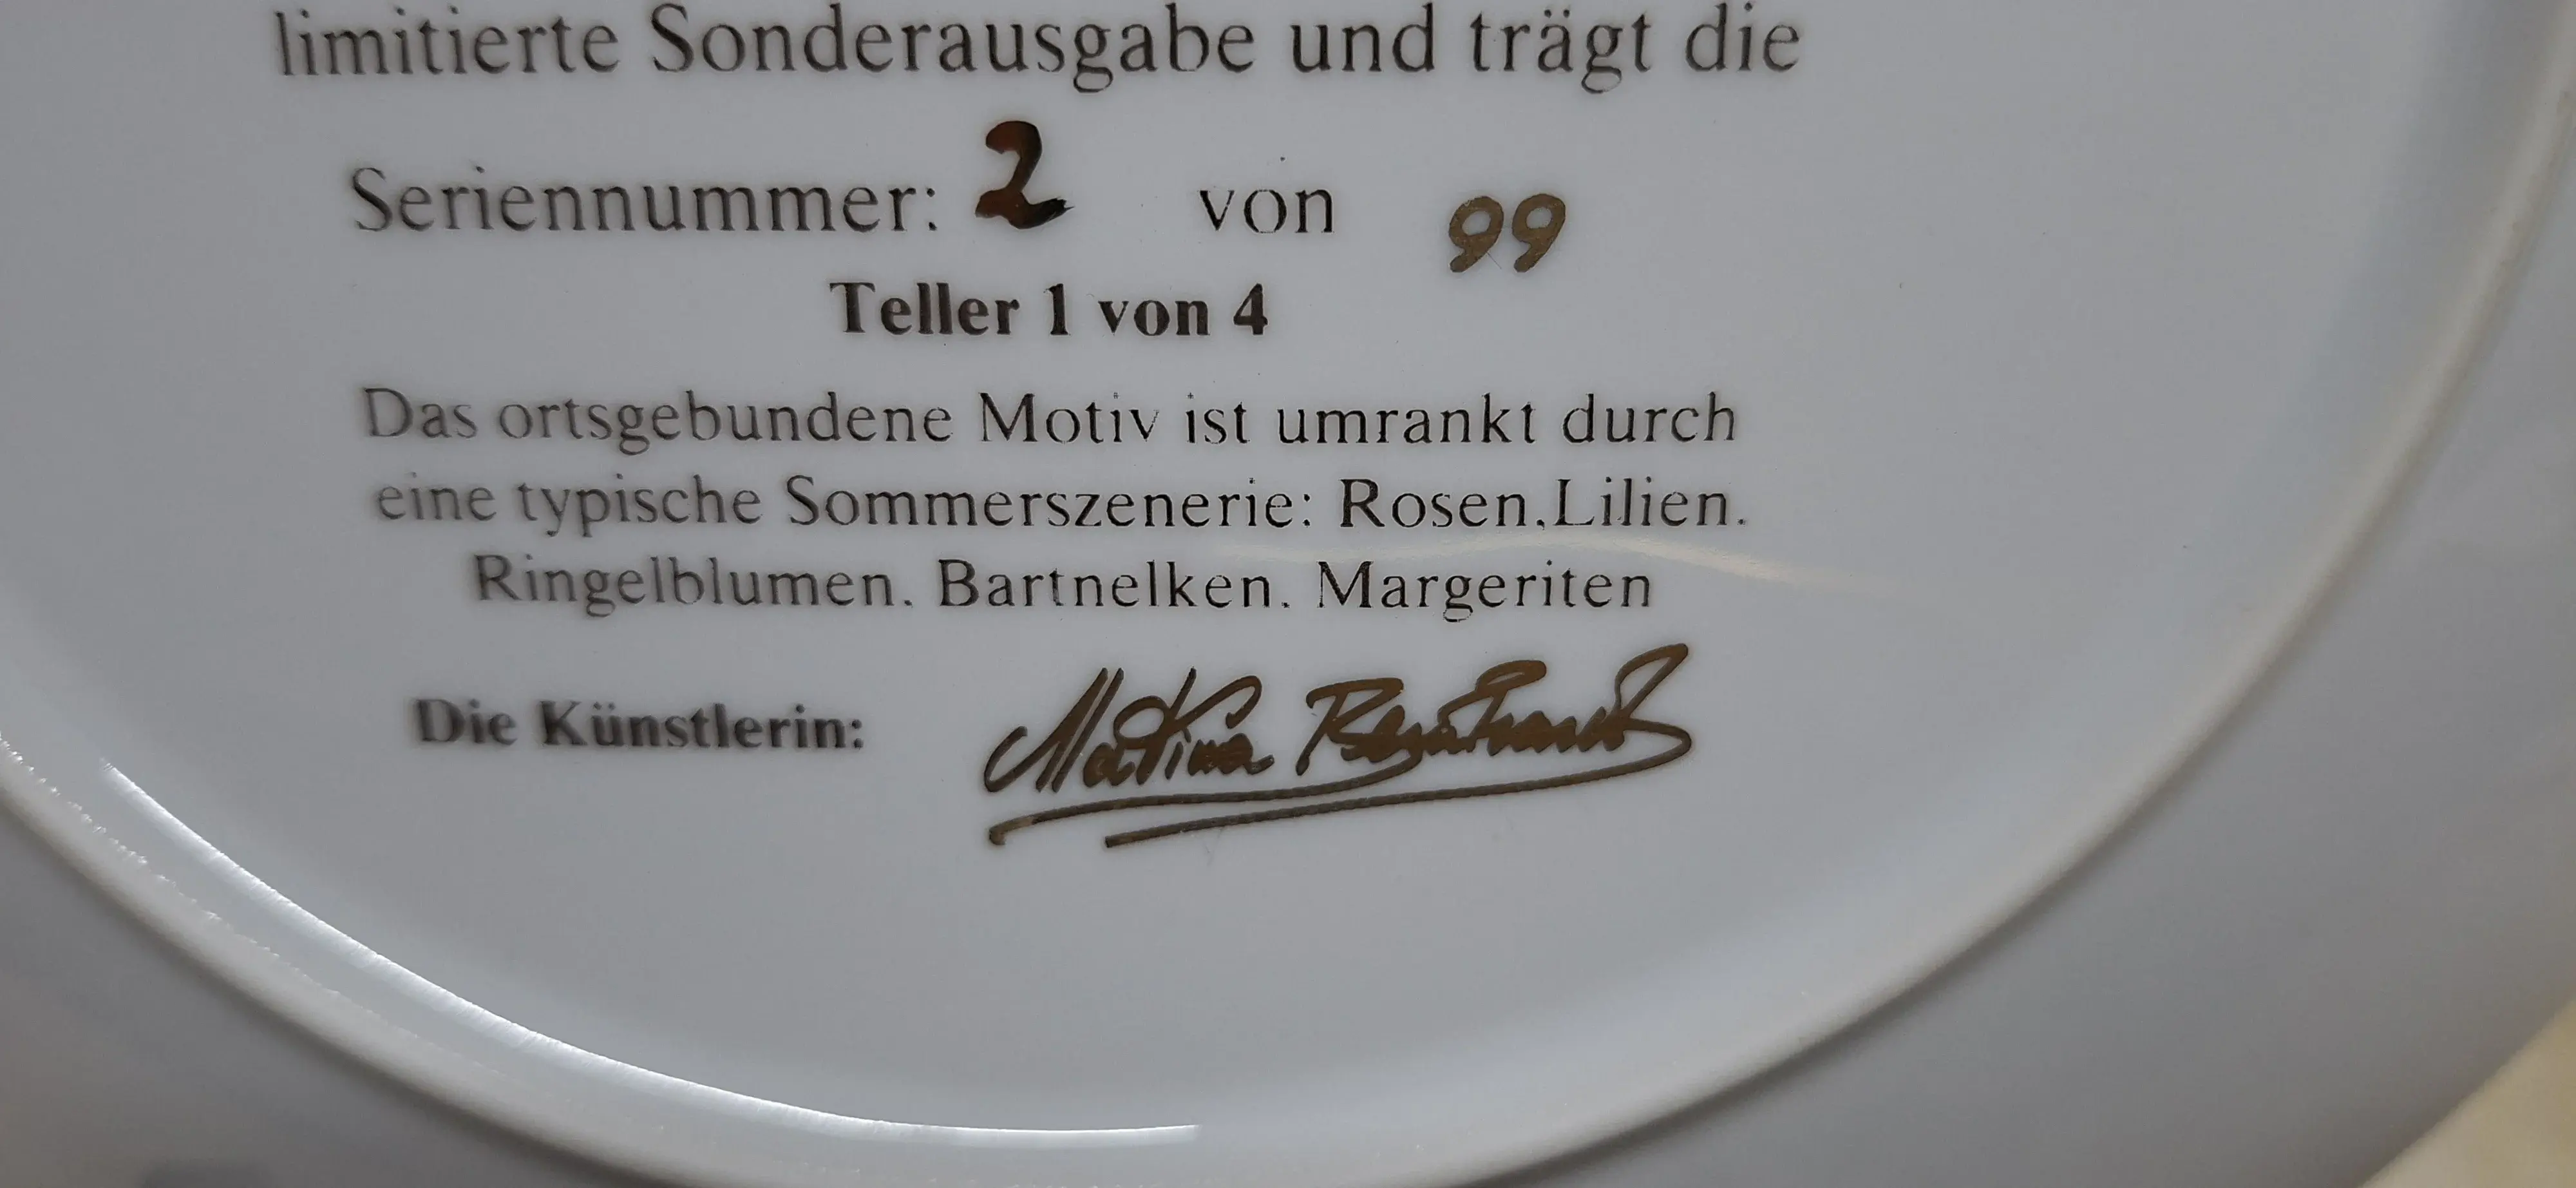 limitierte Sonderausgabe und trägt die
Seriennummer: 2 von 99
Teller 1 von 4
Das ortsgebundene Motiv ist umrankt durch
eine typische Sommerszenerie: Rosen.Lilien.
Ringelblumen. Bartnelken. Margeriten
Die Künstlerin: Martina